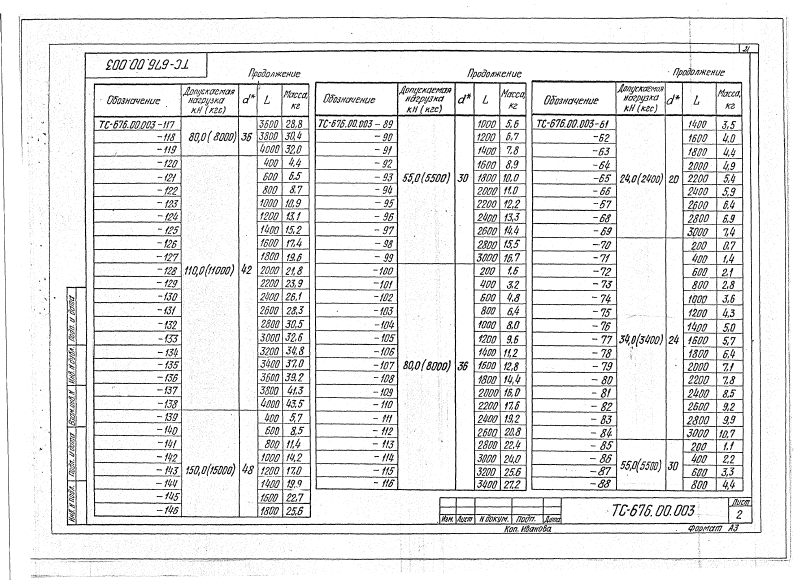 21
ТС-676.00.003
Продолжение
Обозначение Допускаемая нагрузка кН (кгс) d* L Масса, кг
ТС-676.00.003-117 80,0 (8000) 36 3600 28,8
-118 3800 30,4
-119 4000 32,0
-120 110,0(11000) 42 400 4,4
-121 600 6,5
-122 800 8,7
-123 1000 10,9
-124 1200 13,1
-125 1400 15,2
-126 1600 17,4
-127 1800 19,6
-128 2000 21,8
-129 2200 23,9
-130 2400 26,1
-131 2600 28,3
-132 2800 30,5
-133 3000 32,6
-134 3200 34,8
-135 3400 37,0
-136 3600 39,2
-137 3800 41,3
-138 4000 43,5
-139 150,0(15000) 48 400 5,7
-140 600 8,5
-141 800 11,4
-142 1000 14,2
-143 1200 17,0
-144 1400 19,9
-145 1600 22,7
-146 1800 25,6
Продолжение
Обозначение Допускаемая нагрузка кН (кгс) d* L Масса, кг
ТС-676.00.003-89 55,0(5500) 30 1000 5,6
-90 1200 6,7
-91 1400 7,8
-92 1600 8,9
-93 1800 10,0
-94 2000 11,0
-95 2200 12,2
-96 2400 13,3
-97 2600 14,4
-98 2800 15,5
-99 3000 16,7
-100 80,0(8000) 36 200 1,6
-101 400 3,2
-102 600 4,8
-103 800 6,4
-104 1000 8,0
-105 1200 9,6
-106 1400 11,2
-107 1600 12,8
-108 1800 14,4
-109 2000 16,0
-110 2200 17,6
-111 2400 19,2
-112 2600 20,8
-113 2800 22,4
-114 3000 24,0
-115 3200 25,6
-116 3400 27,2
Продолжение
Обозначение Допускаемая нагрузка кН (кгс) d* L Масса, кг
ТС-676.00.003-61 24,0(2400) 20 1400 3,5
-62 1600 4,0
-63 1800 4,4
-64 2000 4,9
-65 2200 5,4
-66 2400 5,9
-67 2600 6,4
-68 2800 6,9
-69 3000 7,4
-70 34,0(3400) 24 200 0,7
-71 400 1,4
-72 600 2,1
-73 800 2,8
-74 1000 3,6
-75 1200 4,3
-76 1400 5,0
-77 1600 5,7
-78 1800 6,4
-79 2000 7,1
-80 2200 7,8
-81 2400 8,5
-82 2600 9,2
-83 2800 9,9
-84 3000 10,7
-85 55,0(5500) 30 200 1,1
-86 400 2,2
-87 600 3,3
-88 800 4,4
Инв.N подл. Подп. и дата Взам.инв.N Инв.N дубл. Подп. и дата
Изм. Лист N докум. Подп. Дата
ТС-676.00.003
Лист
2
Коп. Иванова
Формат А3